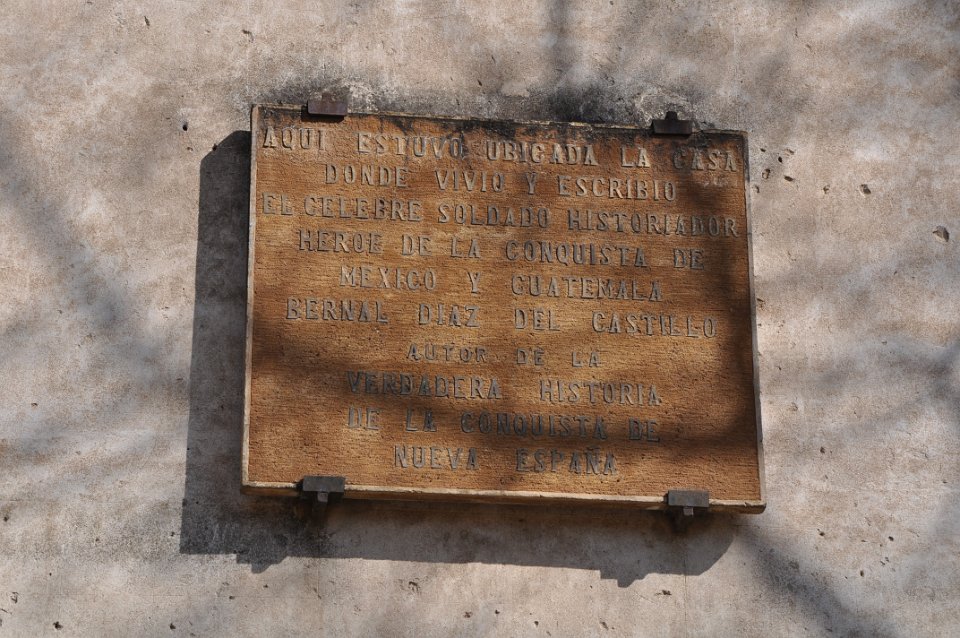 AQUI ESTUVO UBICADA LA CASA
DONDE VIVIO Y ESCRIBIO
EL CELEBRE SOLDADO HISTORIADOR
HEROE DE LA CONQUISTA DE
MEXICO Y GUATEMALA
BERNAL DIAZ DEL CASTILLO
AUTOR DE LA
VERDADERA HISTORIA
DE LA CONQUISTA DE
NUEVA ESPAÑA